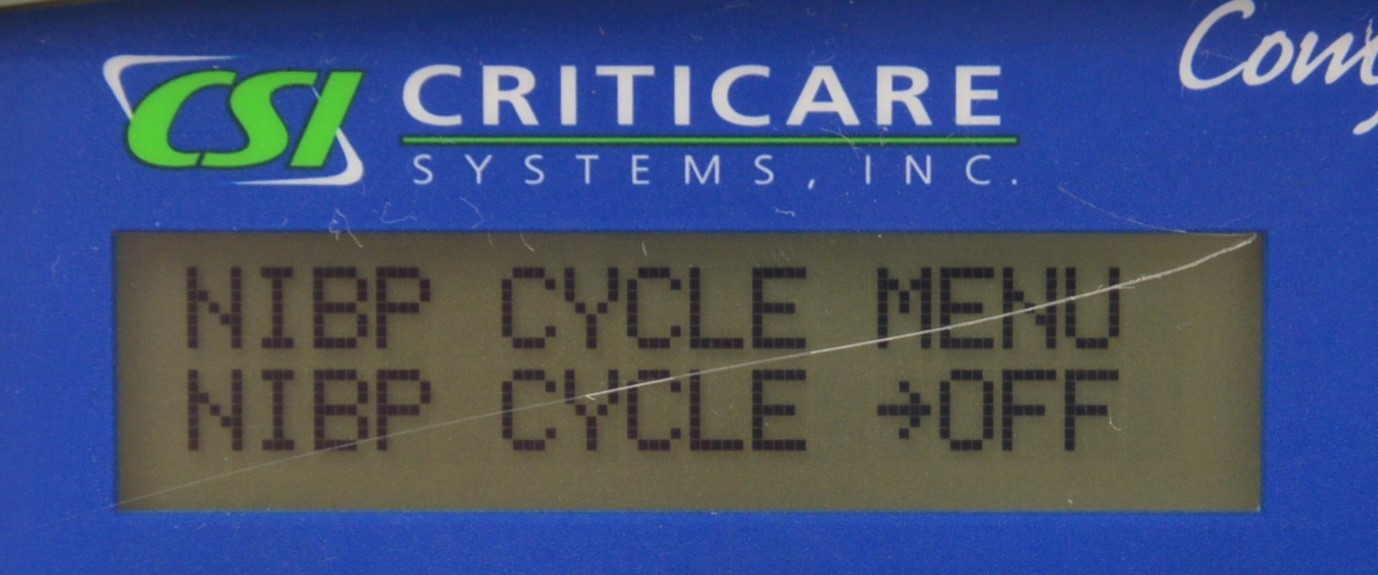 CSI
CRITICARE
SYSTEMS, INC.
NIBP CYCLE MENU
NIBP CYCLE →OFF